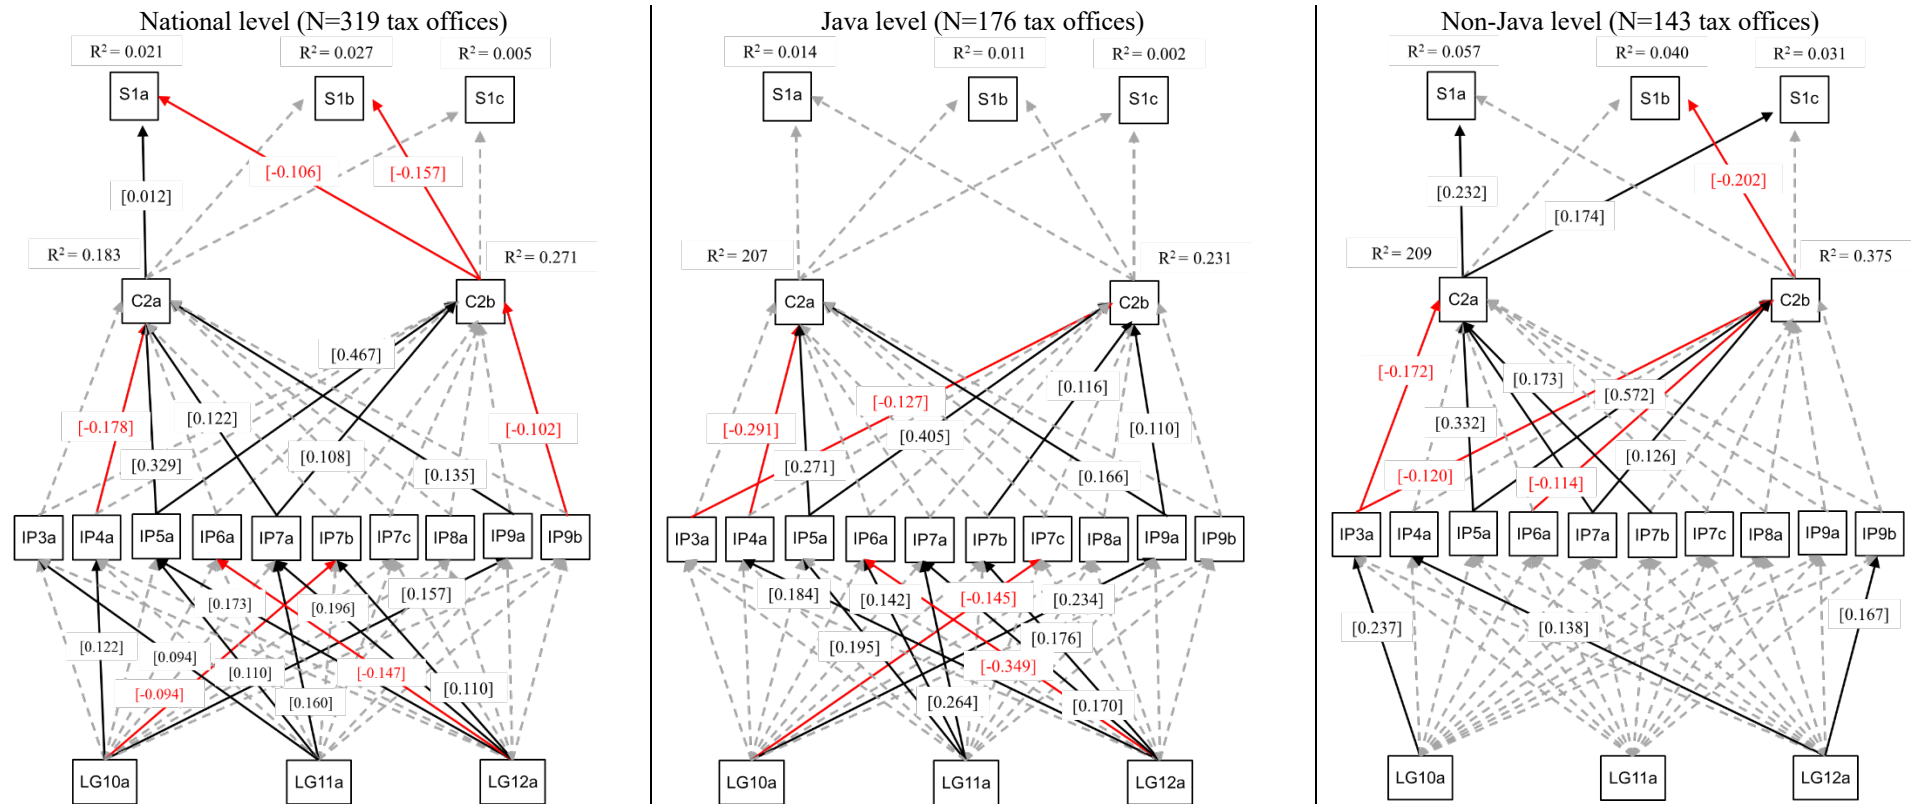 National level (N=319 tax offices)
R² = 0.021
R² = 0.027
R² = 0.005
S1a
S1b
S1c
[-0.106]
[-0.157]
[0.012]
R² = 0.183
R² = 0.271
C2a
C2b
[0.467]
[-0.178]
[0.122]
[-0.102]
[0.329]
[0.108]
[0.135]
IP3a
IP4a
IP5a
IP6a
IP7a
IP7b
IP7c
IP8a
IP9a
IP9b
[0.173]
[0.196]
[0.157]
[0.122]
[0.094]
[0.110]
[-0.147]
[-0.094]
[0.160]
[0.110]
LG10a
LG11a
LG12a
Java level (N=176 tax offices)
R² = 0.014
R² = 0.011
R² = 0.002
S1a
S1b
S1c
R² = 207
R² = 0.231
C2a
C2b
[0.116]
[-0.127]
[-0.291]
[0.405]
[0.110]
[0.271]
[0.166]
IP3a
IP4a
IP5a
IP6a
IP7a
IP7b
IP7c
IP8a
IP9a
IP9b
[0.184]
[0.142]
[-0.145]
[0.234]
[0.195]
[0.176]
[-0.349]
[0.264]
[0.170]
LG10a
LG11a
LG12a
Non-Java level (N=143 tax offices)
R² = 0.057
R² = 0.040
R² = 0.031
S1a
S1b
S1c
[0.232]
[-0.202]
[0.174]
R² = 209
R² = 0.375
C2a
C2b
[-0.172]
[0.173]
[0.572]
[0.332]
[0.126]
[-0.120]
[-0.114]
IP3a
IP4a
IP5a
IP6a
IP7a
IP7b
IP7c
IP8a
IP9a
IP9b
[0.237]
[0.138]
[0.167]
LG10a
LG11a
LG12a